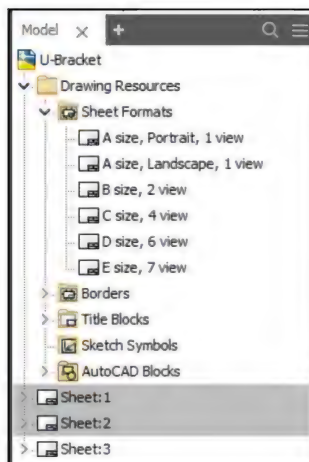 Model
U-Bracket
Drawing Resources
Sheet Formats
A size, Portrait, 1 view
A size, Landscape, 1 view
B size, 2 view
C size, 4 view
D size, 6 view
E size, 7 view
Borders
Title Blocks
Sketch Symbols
AutoCAD Blocks
Sheet:1
Sheet:2
Sheet:3